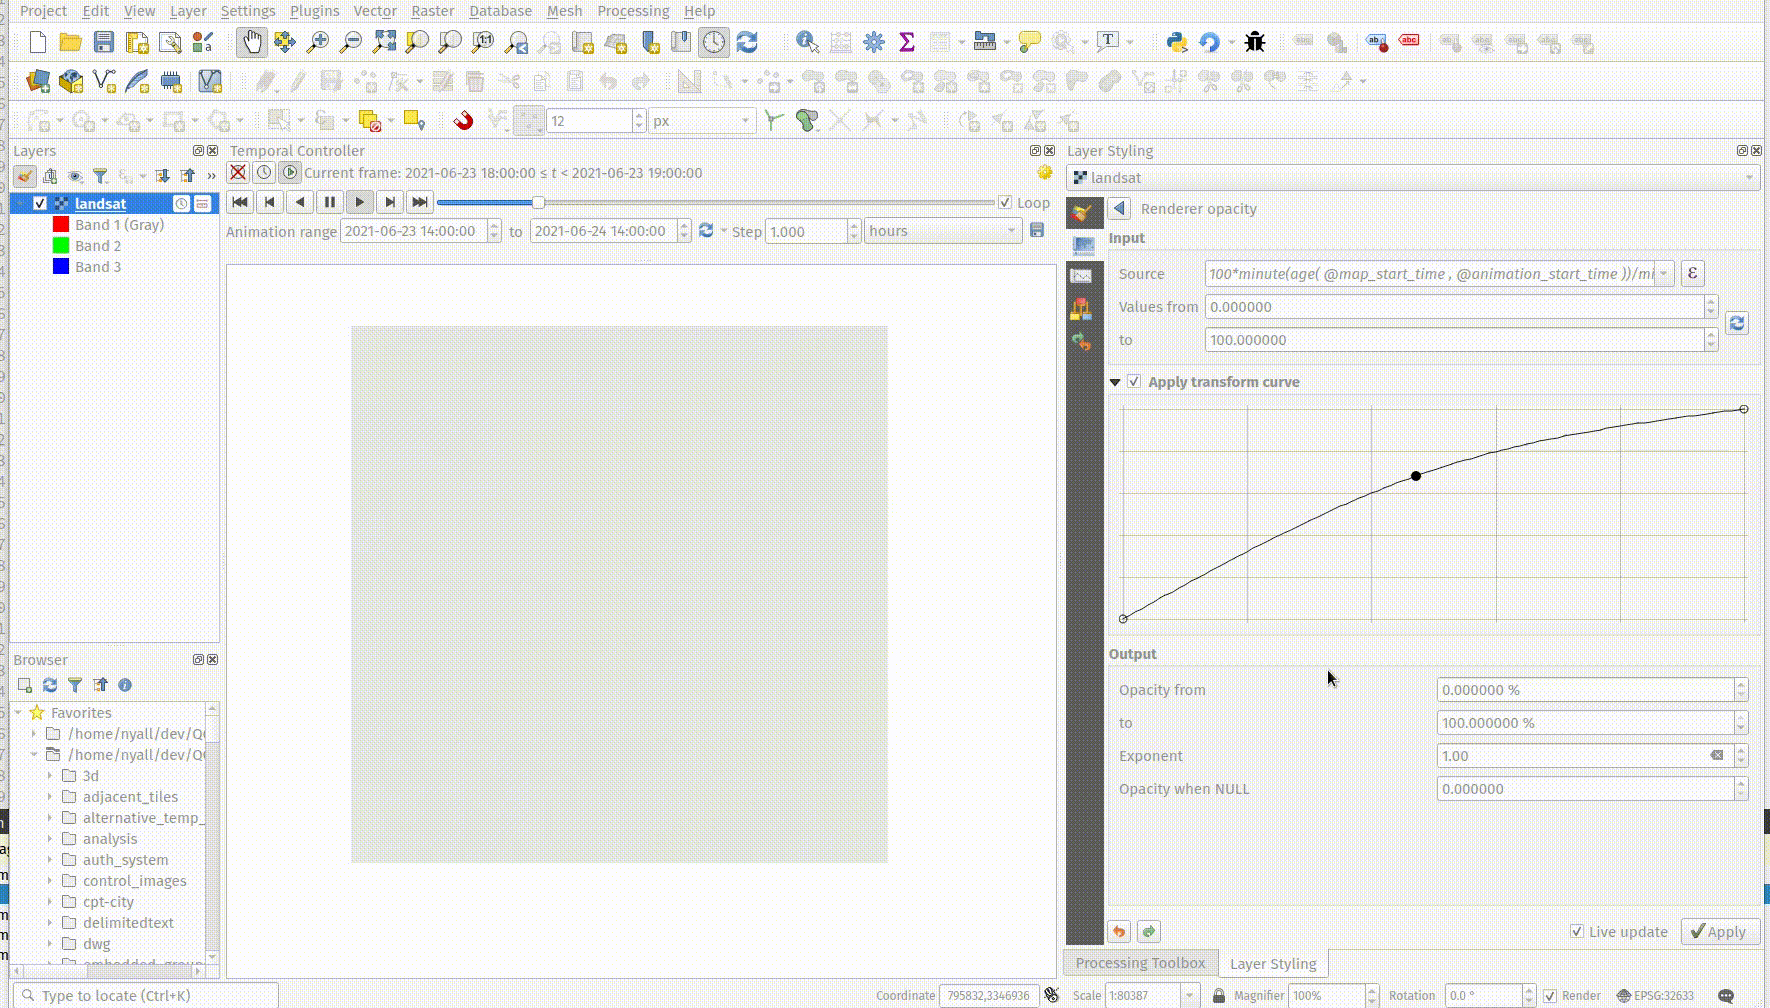 Project Edit View Layer Settings Plugins Vector Raster Database Mesh Processing Help
12 px
Layers
landsat
Band 1 (Gray)
Band 2
Band 3
Browser
Favorites
/home/nyall/dev/Q
/home/nyall/dev/Q
3d
adjacent_tiles
alternative_temp_
analysis
auth_system
control_images
cpt-city
delimitedtext
dwg
Type to locate (Ctrl+K)
Temporal Controller
Current frame: 2021-06-23 18:00:00 ≤ t < 2021-06-23 19:00:00
Loop
Animation range 2021-06-23 14:00:00 to 2021-06-24 14:00:00 Step 1.000 hours
Layer Styling
landsat
Renderer opacity
Input
Source 100*minute(age( @map_start_time , @animation_start_time ))/mi
Values from 0.000000
to 100.000000
Apply transform curve
Output
Opacity from 0.000000 %
to 100.000000 %
Exponent 1.00
Opacity when NULL 0.000000
Live update Apply
Processing Toolbox Layer Styling
Coordinate 795832,3346936 Scale 1:80387 Magnifier 100% Rotation 0.0 ° Render EPSG:32633